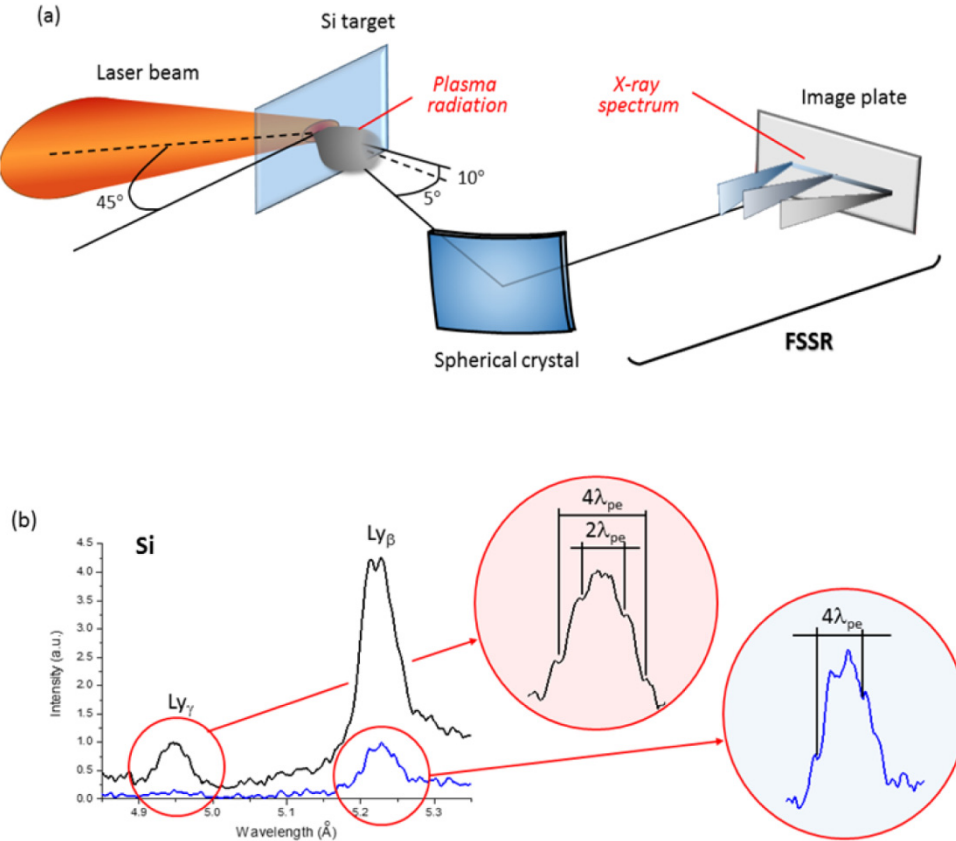 (a)
Si target
Laser beam
Plasma
radiation
X-ray
spectrum
Image plate
45°
10°
5°
Spherical crystal
FSSR
(b)
Si
Lyβ
Lyγ
4λpe
2λpe
4λpe
Intensity (a.u.)
4.5
4.0
3.5
3.0
2.5
2.0
1.5
1.0
0.5
0.0
4.9
5.0
5.1
5.2
5.3
Wavelength (Å)